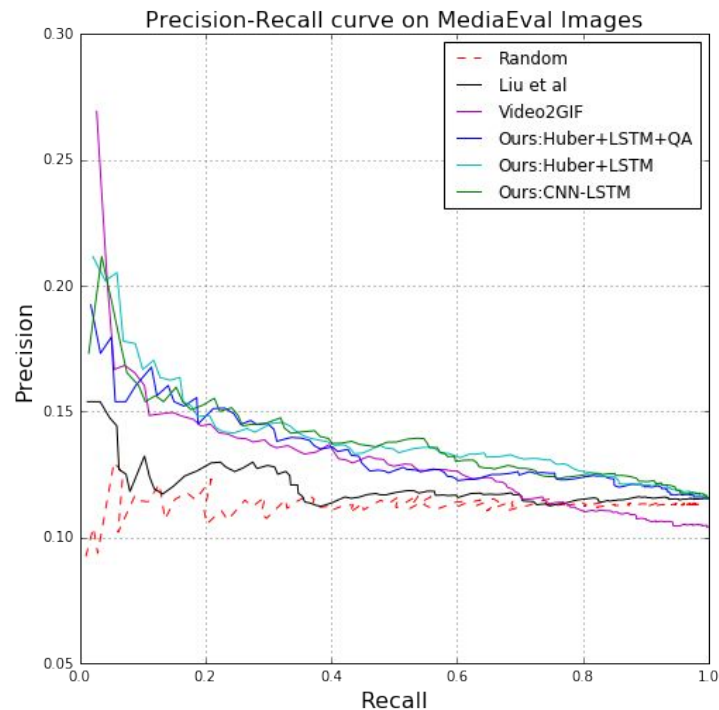 Precision-Recall curve on MediaEval Images
0.30
0.25
0.20
0.15
0.10
0.05
Precision
Random
Liu et al
Video2GIF
Ours:Huber+LSTM+QA
Ours:Huber+LSTM
Ours:CNN-LSTM
0.0 0.2 0.4 0.6 0.8 1.0
Recall